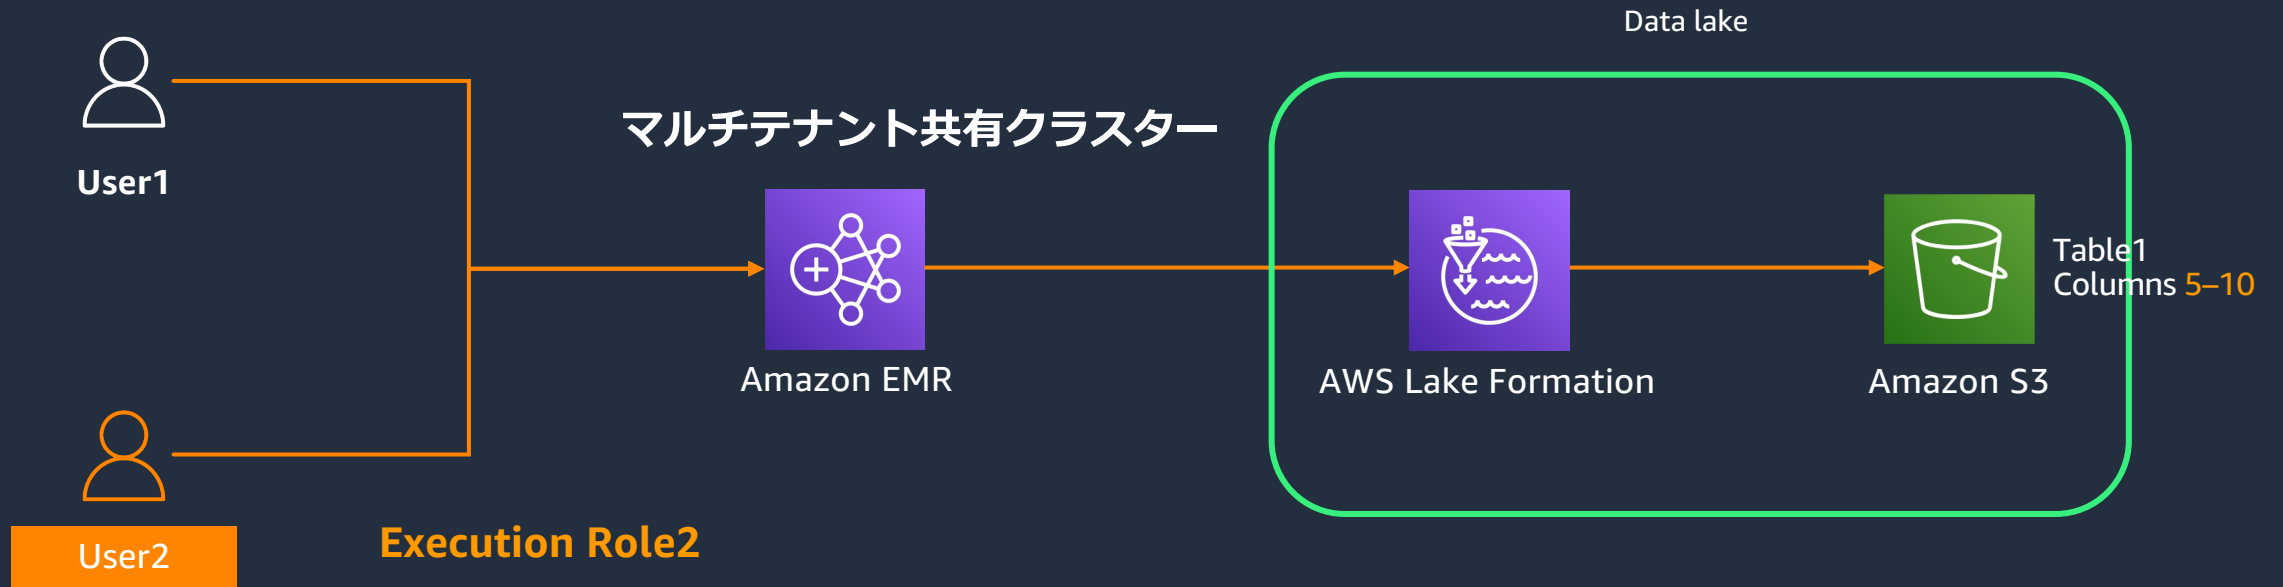 Data lake
マルチテナント共有クラスター
User1
Table1
Columns 5–10
Amazon EMR
AWS Lake Formation
Amazon S3
Execution Role2
User2